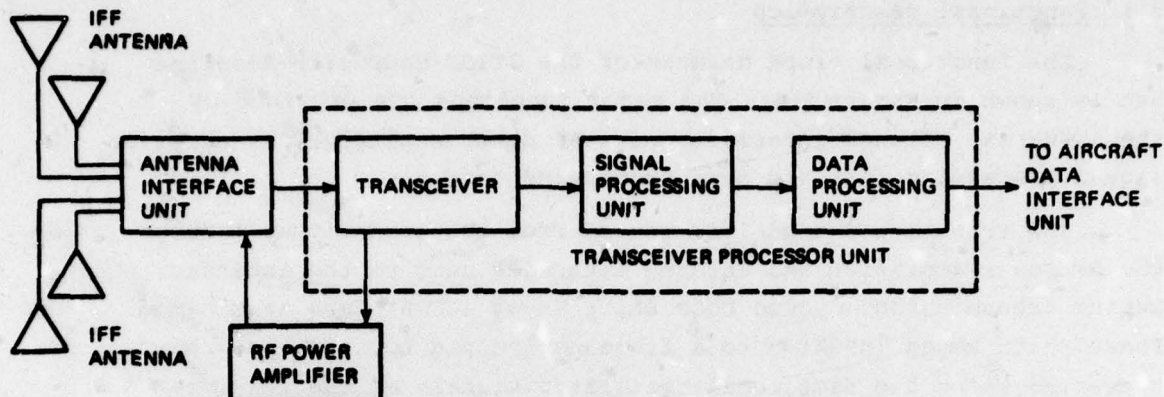 IFF
ANTENNA
ANTENNA
INTERFACE
UNIT
TRANSCEIVER
SIGNAL
PROCESSING
UNIT
DATA
PROCESSING
UNIT
TO AIRCRAFT
DATA
INTERFACE
UNIT
TRANSCEIVER PROCESSOR UNIT
IFF
ANTENNA
RF POWER
AMPLIFIER